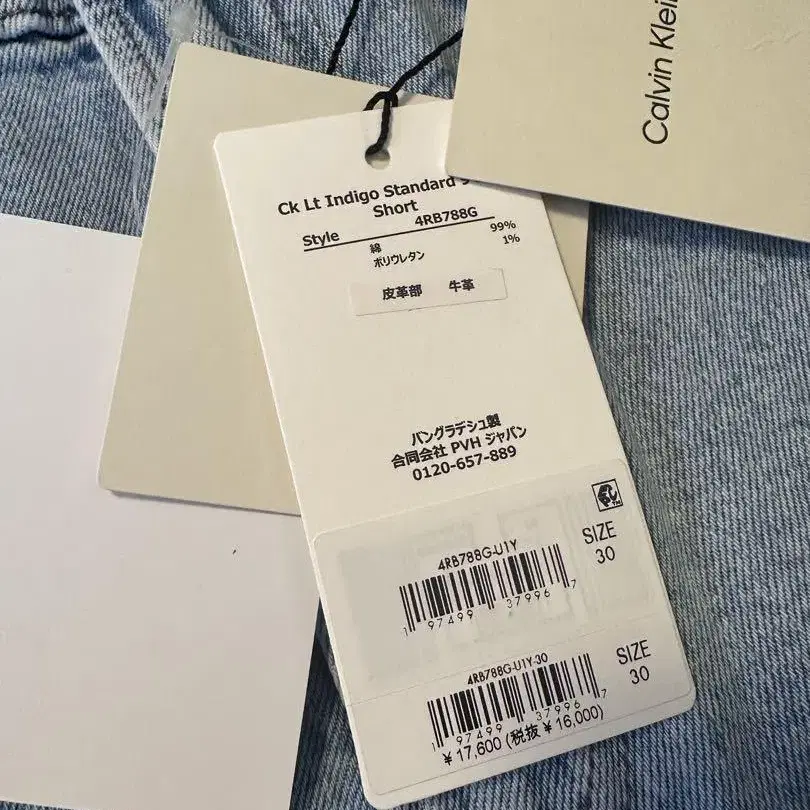 Calvin Klein
Ck Lt Indigo Standard 9
Short
Style 4RB788G
綿 99%
ポリウレタン 1%
皮革部 牛革
バングラデシュ製
合同会社 PVH ジャパン
0120-657-889
4RB788G-U1Y
SIZE
30
1 97499 37996 7
4RB788G-U1Y-30
SIZE
30
1 97499 37996 7
¥17,600 (税抜 ¥16,000)